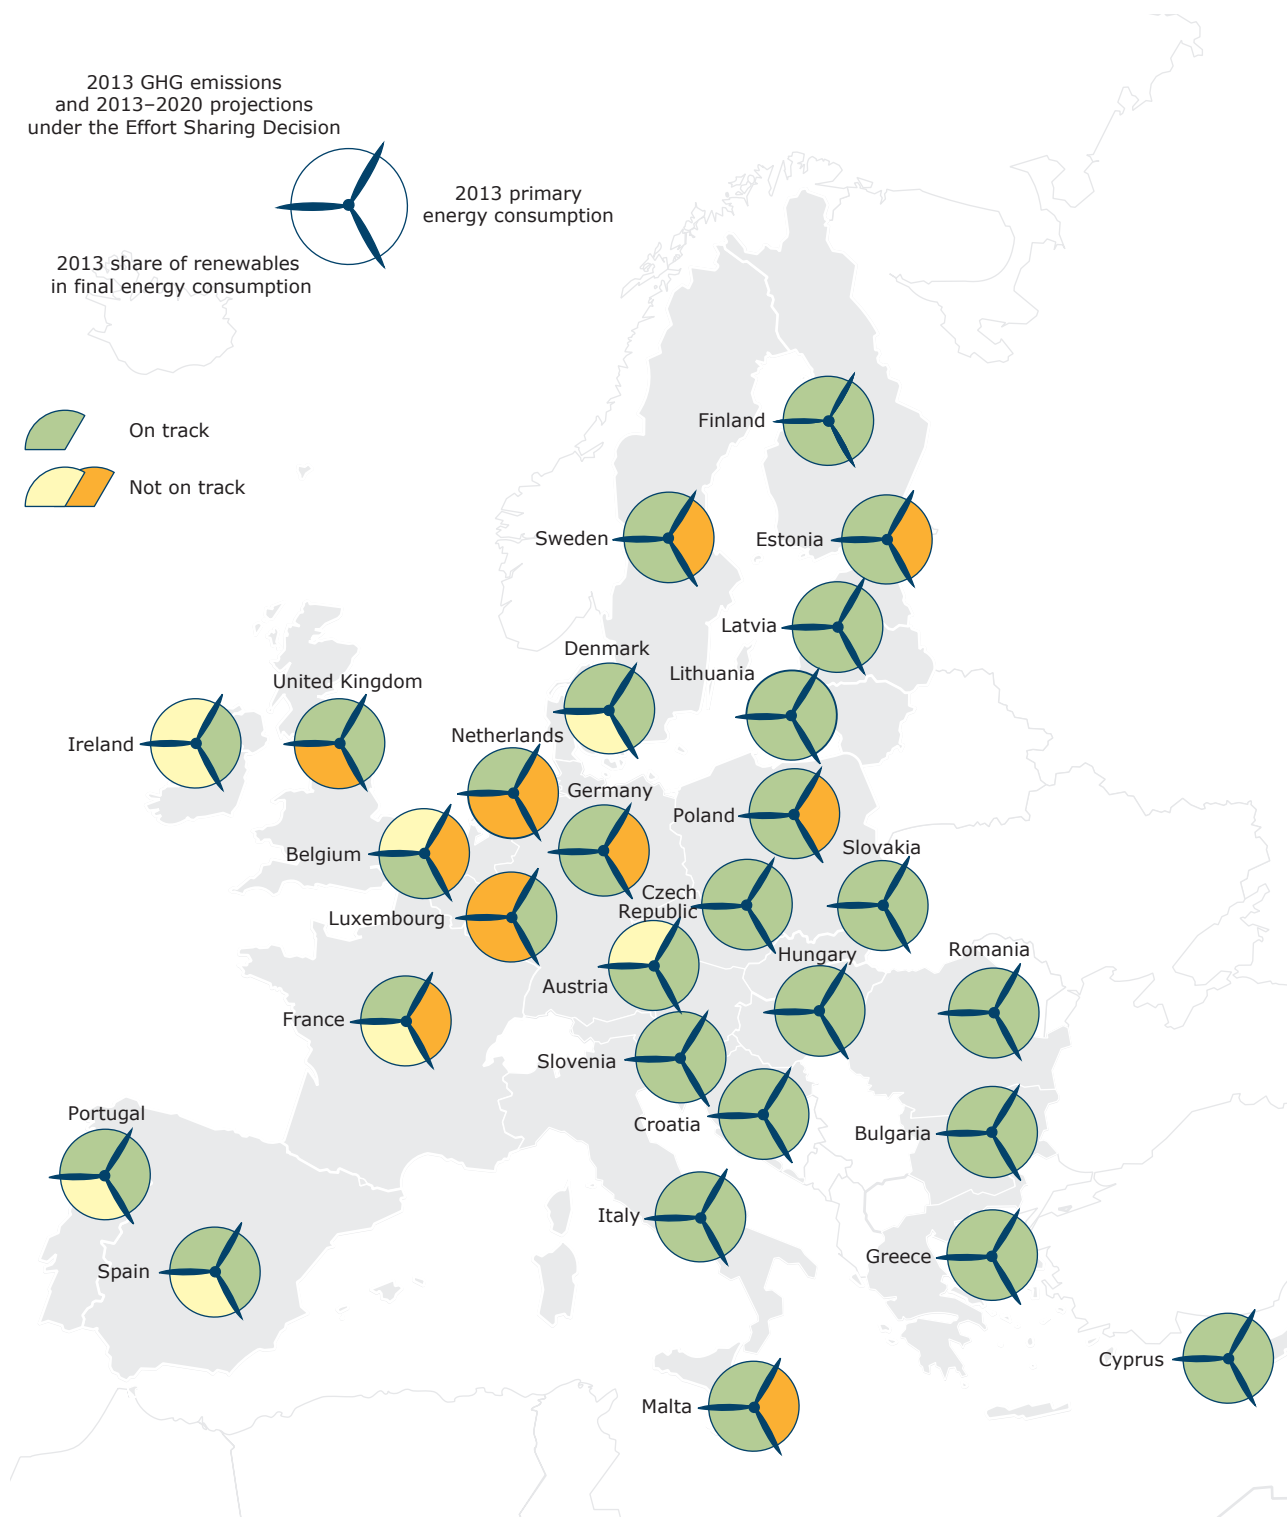 2013 GHG emissions
and 2013–2020 projections
under the Effort Sharing Decision
2013 primary
energy consumption
2013 share of renewables
in final energy consumption
On track
Not on track
Finland
Sweden
Estonia
Latvia
Denmark
Lithuania
United Kingdom
Ireland
Netherlands
Germany
Poland
Belgium
Slovakia
Czech
Republic
Luxembourg
Hungary
Romania
Austria
France
Slovenia
Portugal
Croatia
Bulgaria
Italy
Greece
Spain
Cyprus
Malta